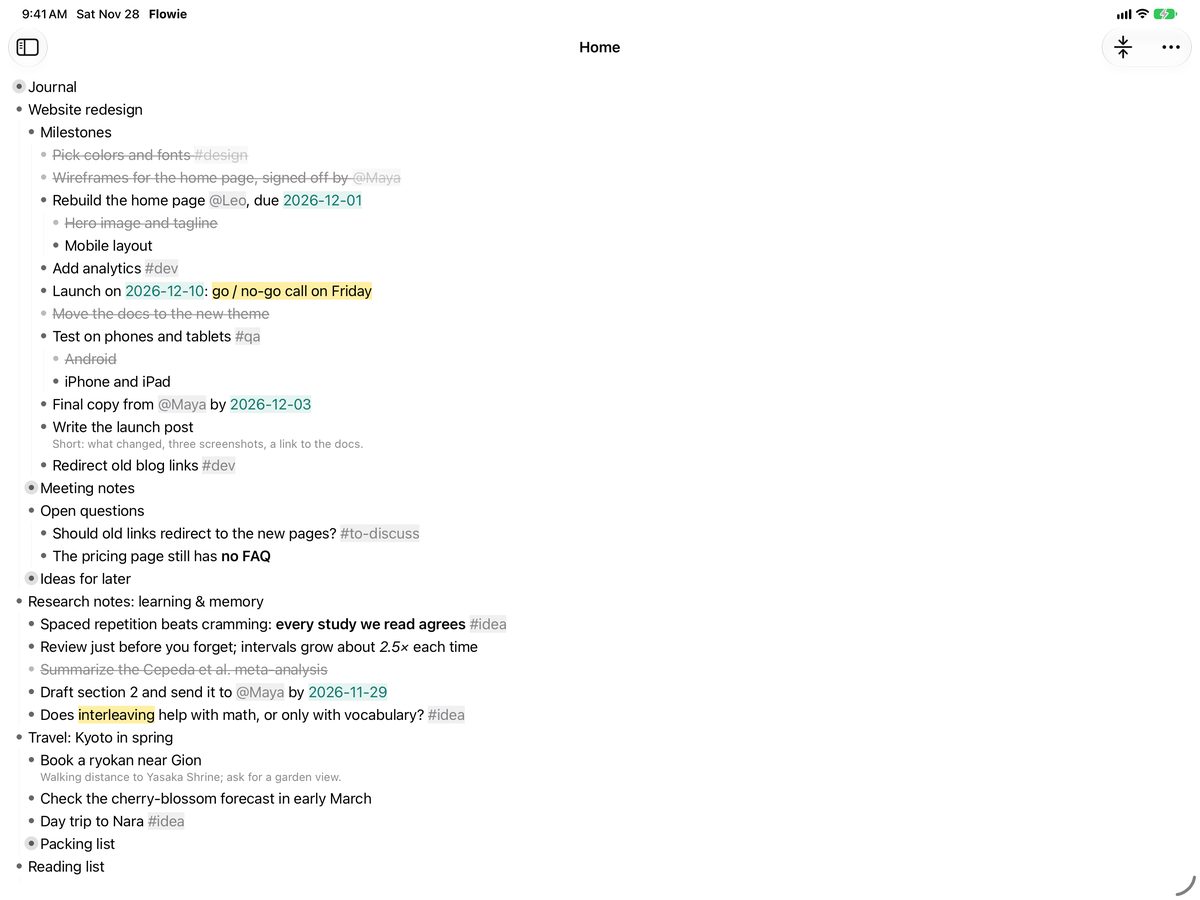 9:41 AM Sat Nov 28 Flowie
Home
Journal
Website redesign
Milestones
Pick colors and fonts #design
Wireframes for the home page, signed off by @Maya
Rebuild the home page @Leo, due 2026-12-01
Hero image and tagline
Mobile layout
Add analytics #dev
Launch on 2026-12-10: go / no-go call on Friday
Move the docs to the new theme
Test on phones and tablets #qa
Android
iPhone and iPad
Final copy from @Maya by 2026-12-03
Write the launch post
Short: what changed, three screenshots, a link to the docs.
Redirect old blog links #dev
Meeting notes
Open questions
Should old links redirect to the new pages? #to-discuss
The pricing page still has no FAQ
Ideas for later
Research notes: learning & memory
Spaced repetition beats cramming: every study we read agrees #idea
Review just before you forget; intervals grow about 2.5× each time
Summarize the Cepeda et al. meta-analysis
Draft section 2 and send it to @Maya by 2026-11-29
Does interleaving help with math, or only with vocabulary? #idea
Travel: Kyoto in spring
Book a ryokan near Gion
Walking distance to Yasaka Shrine; ask for a garden view.
Check the cherry-blossom forecast in early March
Day trip to Nara #idea
Packing list
Reading list